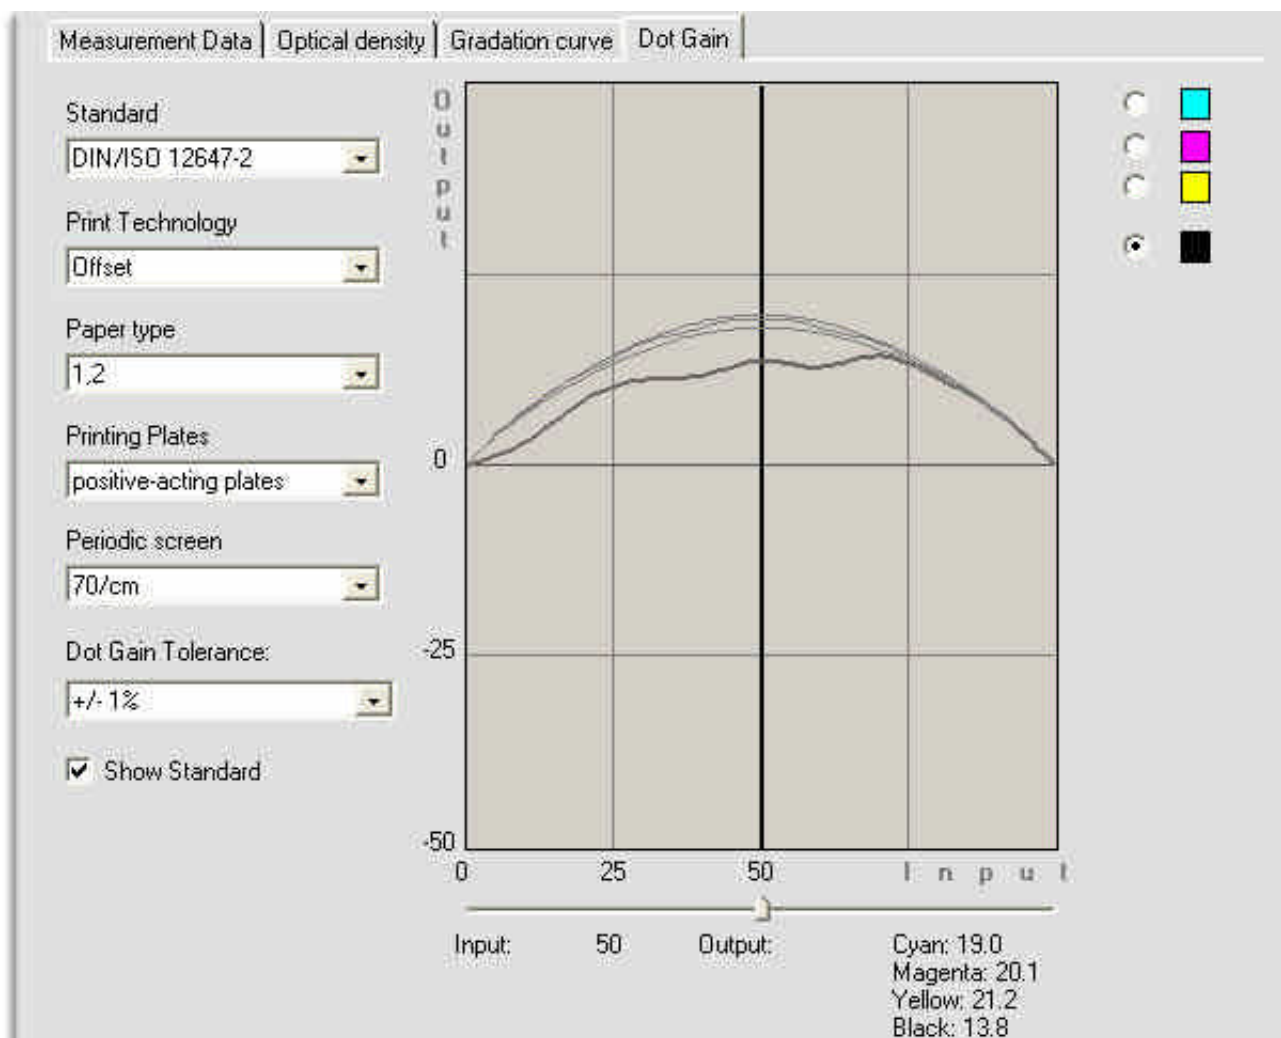 Measurement Data Optical density Gradation curve Dot Gain
Standard
DIN/ISO 12647-2
Print Technology
Offset
Paper type
1,2
Printing Plates
positive-acting plates
Periodic screen
70/cm
Dot Gain Tolerance:
+/- 1%
Show Standard
Output
0
-25
-50
0 25 50 Input
Input: 50 Output: Cyan: 19.0
Magenta: 20.1
Yellow: 21.2
Black: 13.8